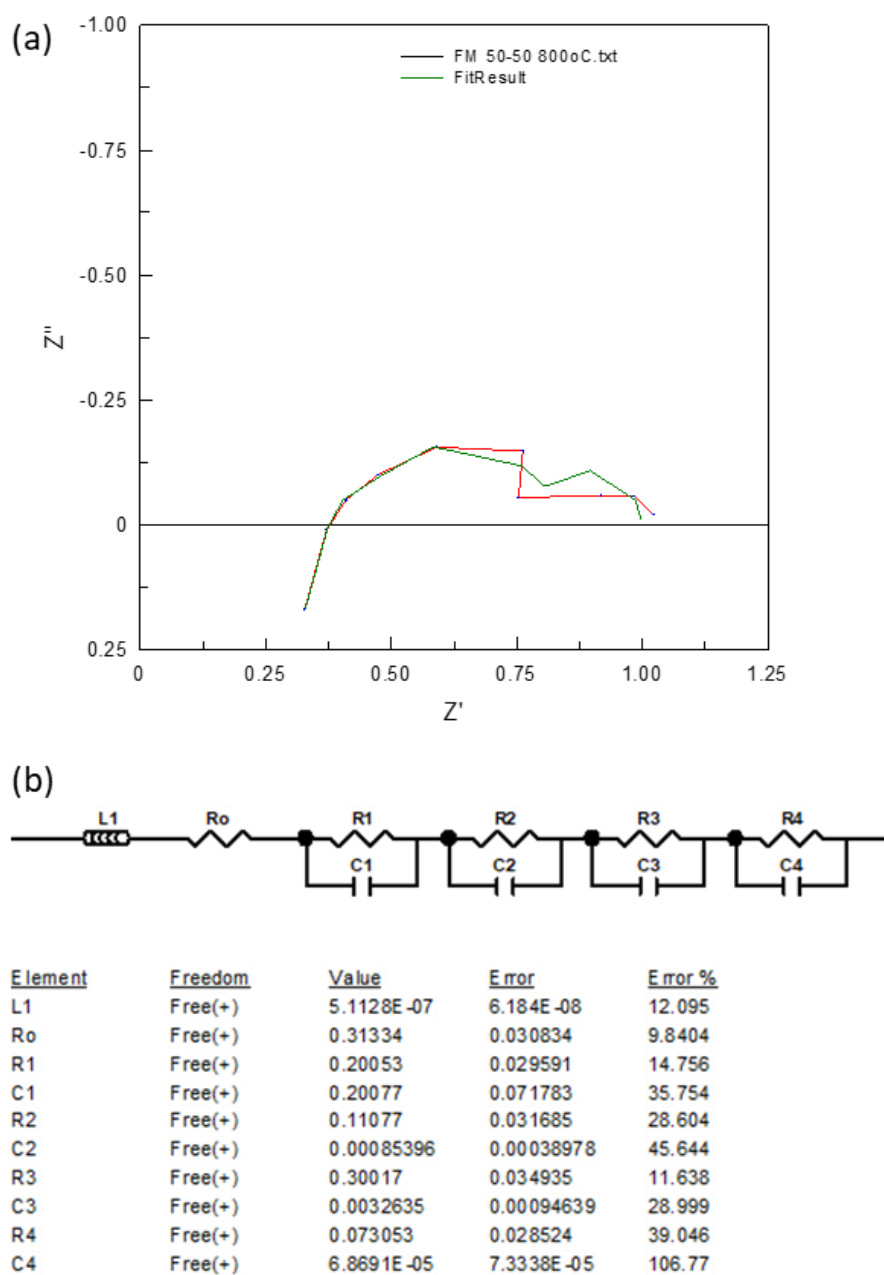 (a)
-1.00
FM 50-50 800oC.txt
FitResult
-0.75
-0.50
Z''
-0.25
0
0.25
0 0.25 0.50 0.75 1.00 1.25
Z'
(b)
L1 Ro R1 R2 R3 R4
C1 C2 C3 C4
Element Freedom Value Error Error %
L1 Free(+) 5.1128E-07 6.184E-08 12.095
Ro Free(+) 0.31334 0.030834 9.8404
R1 Free(+) 0.20053 0.029591 14.756
C1 Free(+) 0.20077 0.071783 35.754
R2 Free(+) 0.11077 0.031685 28.604
C2 Free(+) 0.00085396 0.00038978 45.644
R3 Free(+) 0.30017 0.034935 11.638
C3 Free(+) 0.0032635 0.00094639 28.999
R4 Free(+) 0.073053 0.028524 39.046
C4 Free(+) 6.8691E-05 7.3338E-05 106.77